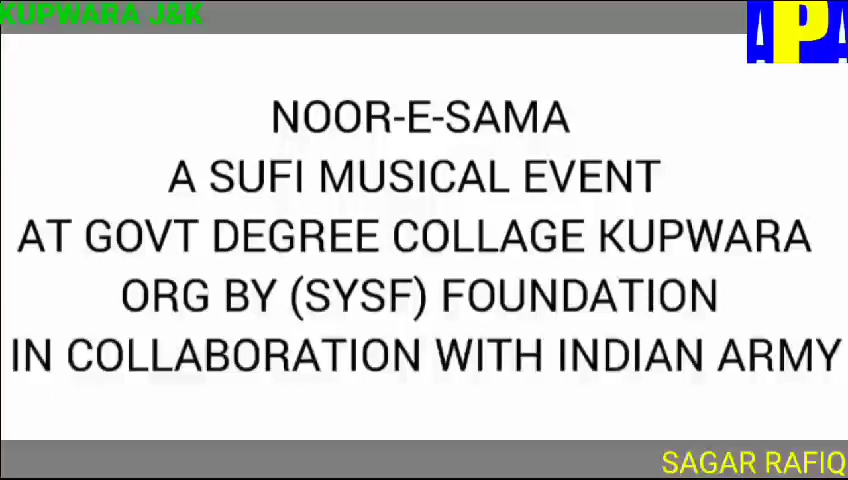 KUPWARA J&K
APA
NOOR-E-SAMA
A SUFI MUSICAL EVENT
AT GOVT DEGREE COLLAGE KUPWARA
ORG BY (SYSF) FOUNDATION
IN COLLABORATION WITH INDIAN ARMY
SAGAR RAFIQ